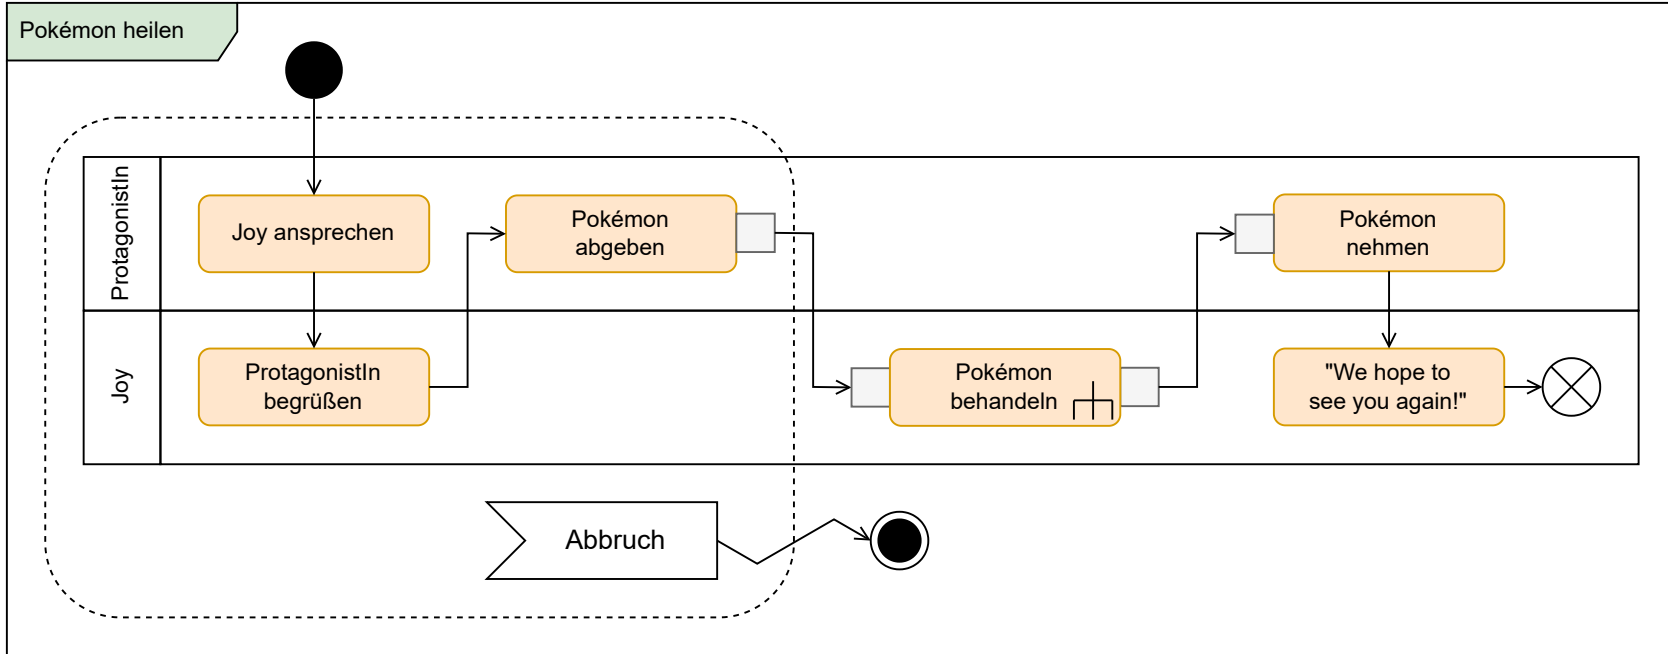 Pokémon heilen
ProtagonistIn
Joy ansprechen
Pokémon
abgeben
Pokémon
nehmen
Joy
ProtagonistIn
begrüßen
Pokémon
behandeln
"We hope to
see you again!"
Abbruch